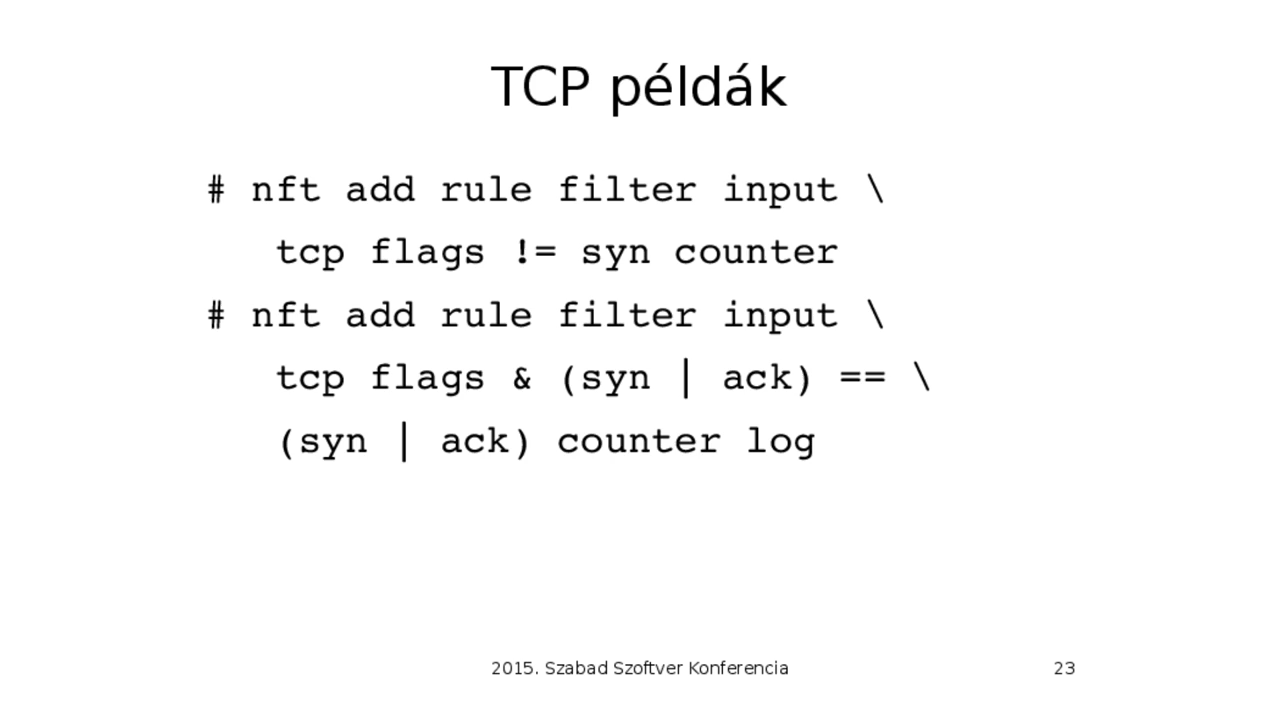 TCP példák
# nft add rule filter input \
tcp flags != syn counter
# nft add rule filter input \
tcp flags & (syn | ack) == \
(syn | ack) counter log
2015. Szabad Szoftver Konferencia
23